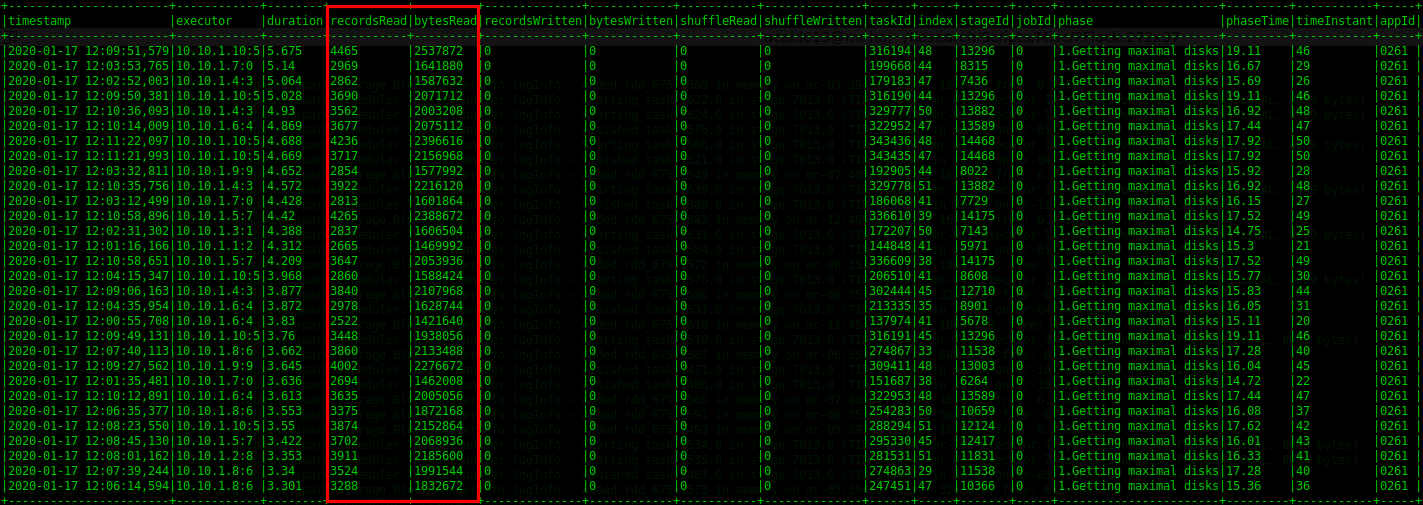 |timestamp |executor |duration|recordsRead|bytesRead|recordsWritten|bytesWritten|shuffleRead|shuffleWritten|taskId|index|stageId|jobId|phase |phaseTime|timeInstant|appId|
|2020-01-17 12:09:51,579|10.10.1.10:5|5.675 |4465 |2537872 |0 |0 |0 |0 |316194|48 |13296 |0 |1.Getting maximal disks|19.11 |46 |0261 |
|2020-01-17 12:03:53,765|10.10.1.7:0 |5.14 |2969 |1641880 |0 |0 |0 |0 |199668|44 |8315 |0 |1.Getting maximal disks|16.67 |29 |0261 |
|2020-01-17 12:02:52,003|10.10.1.4:3 |5.064 |2862 |1587632 |0 |0 |0 |0 |179183|47 |7436 |0 |1.Getting maximal disks|15.69 |26 |0261 |
|2020-01-17 12:09:50,381|10.10.1.10:5|5.028 |3690 |2071712 |0 |0 |0 |0 |316190|44 |13296 |0 |1.Getting maximal disks|19.11 |46 |0261 |
|2020-01-17 12:10:36,093|10.10.1.4:3 |4.93 |3562 |2003208 |0 |0 |0 |0 |329777|50 |13882 |0 |1.Getting maximal disks|16.92 |48 |0261 |
|2020-01-17 12:10:14,009|10.10.1.6:4 |4.869 |3677 |2075112 |0 |0 |0 |0 |322952|47 |13589 |0 |1.Getting maximal disks|17.44 |47 |0261 |
|2020-01-17 12:11:22,097|10.10.1.10:5|4.688 |4236 |2396616 |0 |0 |0 |0 |343436|48 |14468 |0 |1.Getting maximal disks|17.92 |50 |0261 |
|2020-01-17 12:11:21,993|10.10.1.10:5|4.669 |3717 |2156968 |0 |0 |0 |0 |343435|47 |14468 |0 |1.Getting maximal disks|17.92 |50 |0261 |
|2020-01-17 12:03:32,811|10.10.1.9:9 |4.652 |2854 |1577992 |0 |0 |0 |0 |192905|44 |8022 |0 |1.Getting maximal disks|15.92 |28 |0261 |
|2020-01-17 12:10:35,756|10.10.1.4:3 |4.572 |3922 |2216120 |0 |0 |0 |0 |329778|51 |13882 |0 |1.Getting maximal disks|16.92 |48 |0261 |
|2020-01-17 12:03:12,499|10.10.1.7:0 |4.428 |2813 |1601864 |0 |0 |0 |0 |186068|41 |7729 |0 |1.Getting maximal disks|16.15 |27 |0261 |
|2020-01-17 12:10:58,896|10.10.1.5:7 |4.42 |4265 |2388672 |0 |0 |0 |0 |336610|39 |14175 |0 |1.Getting maximal disks|17.52 |49 |0261 |
|2020-01-17 12:02:31,302|10.10.1.3:1 |4.388 |2837 |1606504 |0 |0 |0 |0 |172207|50 |7143 |0 |1.Getting maximal disks|14.75 |25 |0261 |
|2020-01-17 12:01:16,166|10.10.1.1:2 |4.312 |2665 |1469992 |0 |0 |0 |0 |144848|41 |5971 |0 |1.Getting maximal disks|15.3 |21 |0261 |
|2020-01-17 12:10:58,651|10.10.1.5:7 |4.209 |3647 |2053936 |0 |0 |0 |0 |336609|38 |14175 |0 |1.Getting maximal disks|17.52 |49 |0261 |
|2020-01-17 12:04:15,347|10.10.1.10:5|3.968 |2860 |1588424 |0 |0 |0 |0 |206510|41 |8608 |0 |1.Getting maximal disks|15.77 |30 |0261 |
|2020-01-17 12:09:06,163|10.10.1.4:3 |3.877 |3840 |2107968 |0 |0 |0 |0 |302444|45 |12710 |0 |1.Getting maximal disks|15.83 |44 |0261 |
|2020-01-17 12:04:35,954|10.10.1.6:4 |3.872 |2978 |1628744 |0 |0 |0 |0 |213335|35 |8901 |0 |1.Getting maximal disks|16.05 |31 |0261 |
|2020-01-17 12:00:55,708|10.10.1.6:4 |3.83 |2522 |1421640 |0 |0 |0 |0 |137974|41 |5678 |0 |1.Getting maximal disks|15.11 |20 |0261 |
|2020-01-17 12:09:49,131|10.10.1.10:5|3.76 |3448 |1938056 |0 |0 |0 |0 |316191|45 |13296 |0 |1.Getting maximal disks|19.11 |46 |0261 |
|2020-01-17 12:07:40,113|10.10.1.8:6 |3.662 |3860 |2133488 |0 |0 |0 |0 |274867|33 |11538 |0 |1.Getting maximal disks|17.28 |40 |0261 |
|2020-01-17 12:09:27,562|10.10.1.9:9 |3.645 |4002 |2276672 |0 |0 |0 |0 |309411|48 |13003 |0 |1.Getting maximal disks|16.04 |45 |0261 |
|2020-01-17 12:01:35,481|10.10.1.7:0 |3.636 |2694 |1462008 |0 |0 |0 |0 |151687|38 |6264 |0 |1.Getting maximal disks|14.72 |22 |0261 |
|2020-01-17 12:10:12,891|10.10.1.6:4 |3.613 |3635 |2005056 |0 |0 |0 |0 |322953|48 |13589 |0 |1.Getting maximal disks|17.44 |47 |0261 |
|2020-01-17 12:06:35,377|10.10.1.8:6 |3.553 |3375 |1872168 |0 |0 |0 |0 |254283|50 |10659 |0 |1.Getting maximal disks|16.08 |37 |0261 |
|2020-01-17 12:08:23,550|10.10.1.10:5|3.55 |3874 |2152864 |0 |0 |0 |0 |288294|51 |12124 |0 |1.Getting maximal disks|17.62 |42 |0261 |
|2020-01-17 12:08:45,130|10.10.1.5:7 |3.422 |3702 |2068936 |0 |0 |0 |0 |295330|45 |12417 |0 |1.Getting maximal disks|16.01 |43 |0261 |
|2020-01-17 12:08:01,162|10.10.1.2:8 |3.353 |3911 |2185600 |0 |0 |0 |0 |281531|51 |11831 |0 |1.Getting maximal disks|16.33 |41 |0261 |
|2020-01-17 12:07:39,244|10.10.1.8:6 |3.34 |3524 |1991544 |0 |0 |0 |0 |274863|29 |11538 |0 |1.Getting maximal disks|17.28 |40 |0261 |
|2020-01-17 12:06:14,594|10.10.1.8:6 |3.301 |3288 |1832672 |0 |0 |0 |0 |247451|47 |10366 |0 |1.Getting maximal disks|15.36 |36 |0261 |